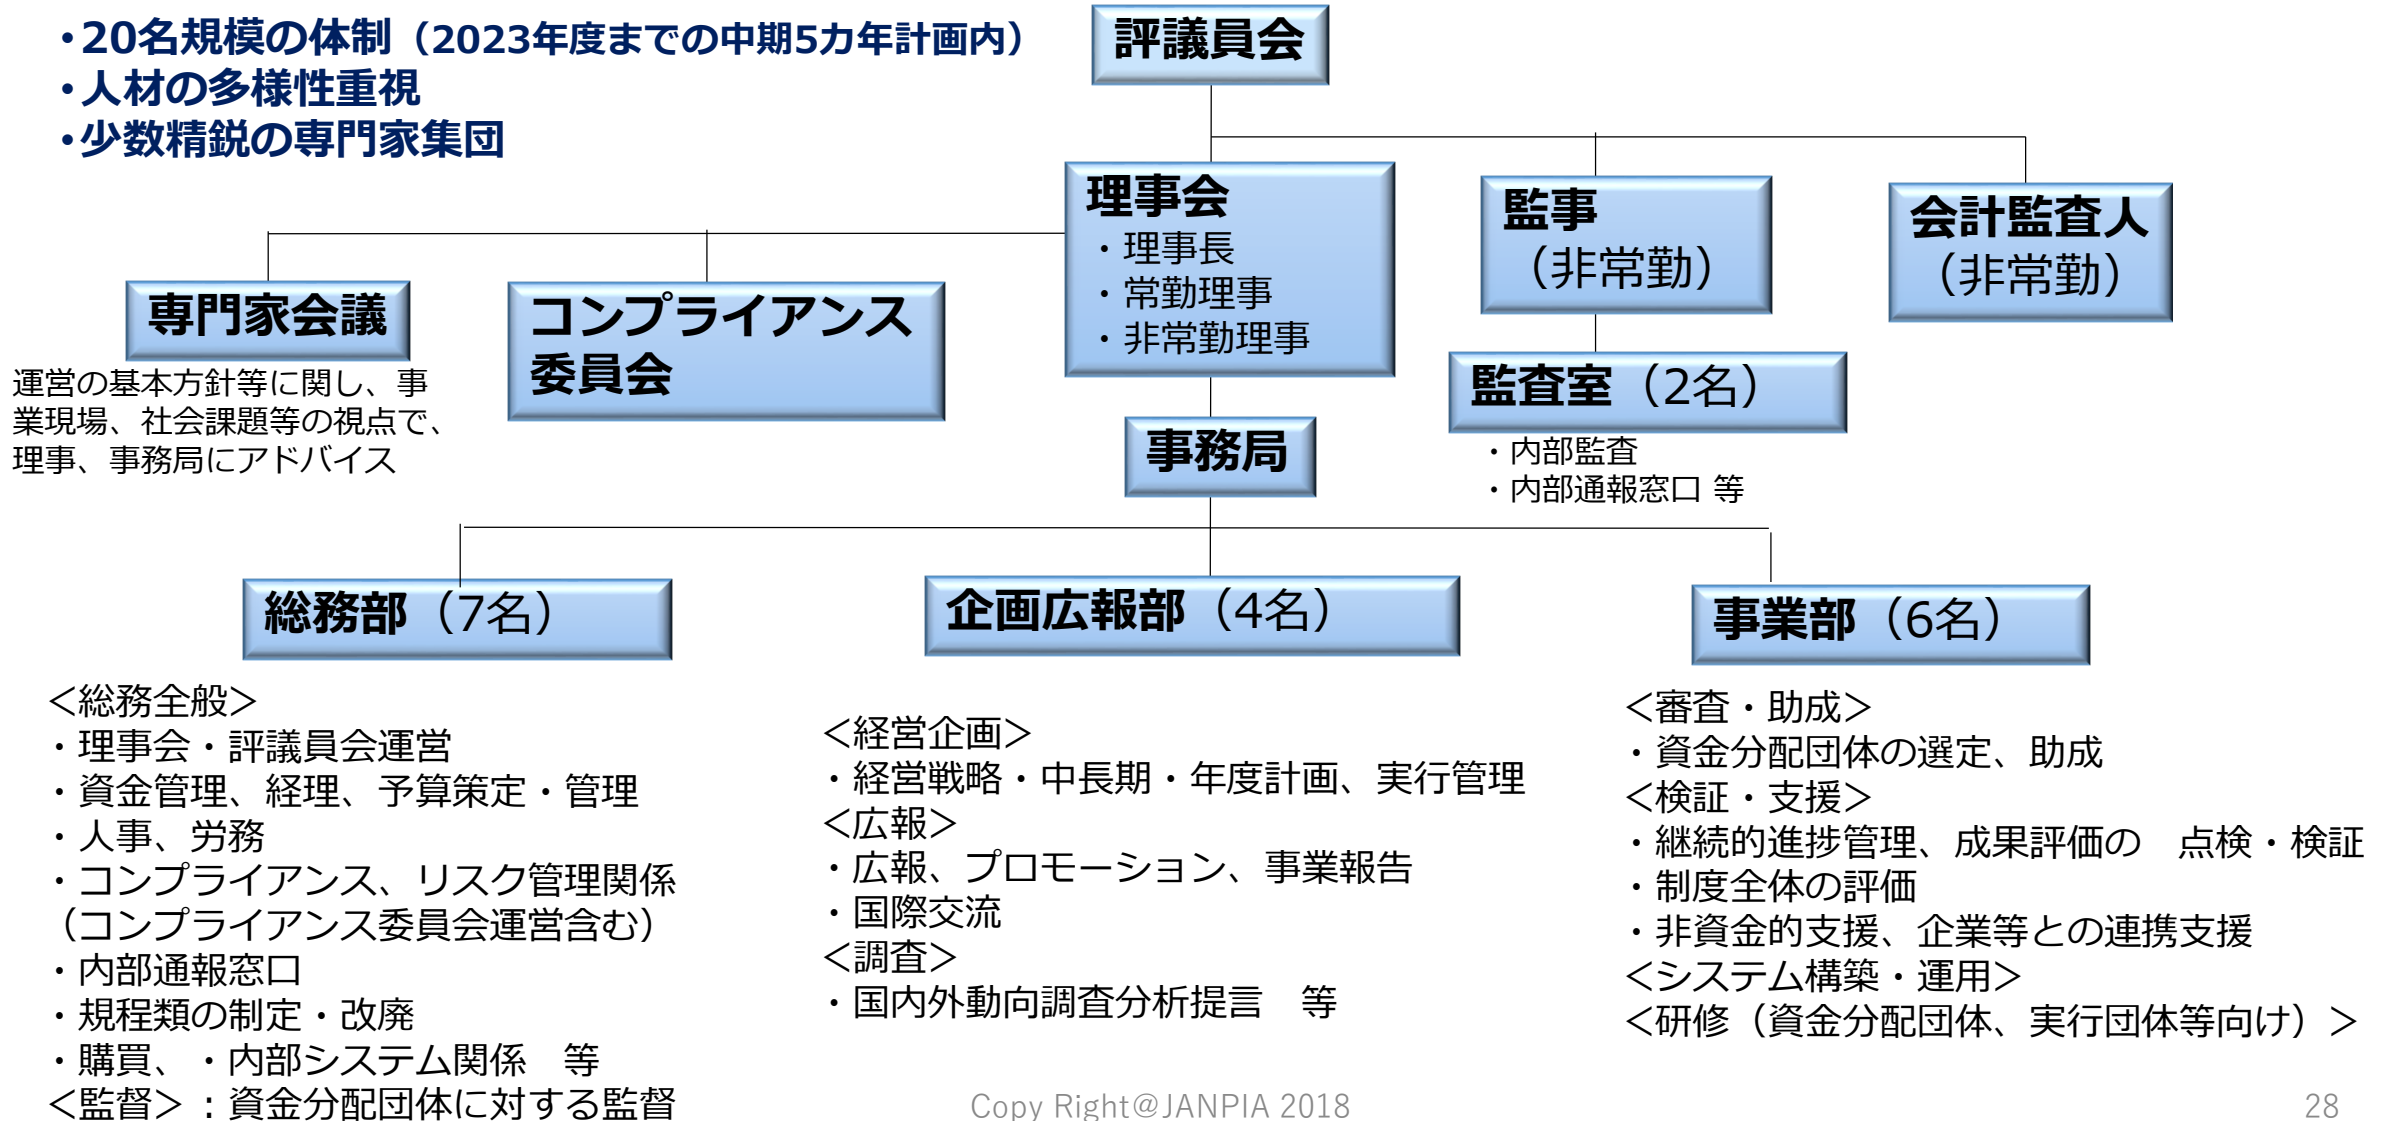 ・20名規模の体制（2023年度までの中期5カ年計画内）
・人材の多様性重視
・少数精鋭の専門家集団
評議員会
理事会
・理事長
・常勤理事
・非常勤理事
監事
（非常勤）
会計監査人
（非常勤）
専門家会議
運営の基本方針等に関し、事
業現場、社会課題等の視点で、
理事、事務局にアドバイス
コンプライアンス
委員会
監査室（2名）
・内部監査
・内部通報窓口 等
事務局
総務部（7名）
＜総務全般＞
・理事会・評議員会運営
・資金管理、経理、予算策定・管理
・人事、労務
・コンプライアンス、リスク管理関係
（コンプライアンス委員会運営含む）
・内部通報窓口
・規程類の制定・改廃
・購買、・内部システム関係　等
＜監督＞：資金分配団体に対する監督
企画広報部（4名）
＜経営企画＞
・経営戦略・中長期・年度計画、実行管理
＜広報＞
・広報、プロモーション、事業報告
・国際交流
＜調査＞
・国内外動向調査分析提言　等
事業部（6名）
＜審査・助成＞
・資金分配団体の選定、助成
＜検証・支援＞
・継続的進捗管理、成果評価の　点検・検証
・制度全体の評価
・非資金的支援、企業等との連携支援
＜システム構築・運用＞
＜研修（資金分配団体、実行団体等向け）＞
Copy Right@JANPIA 2018
28